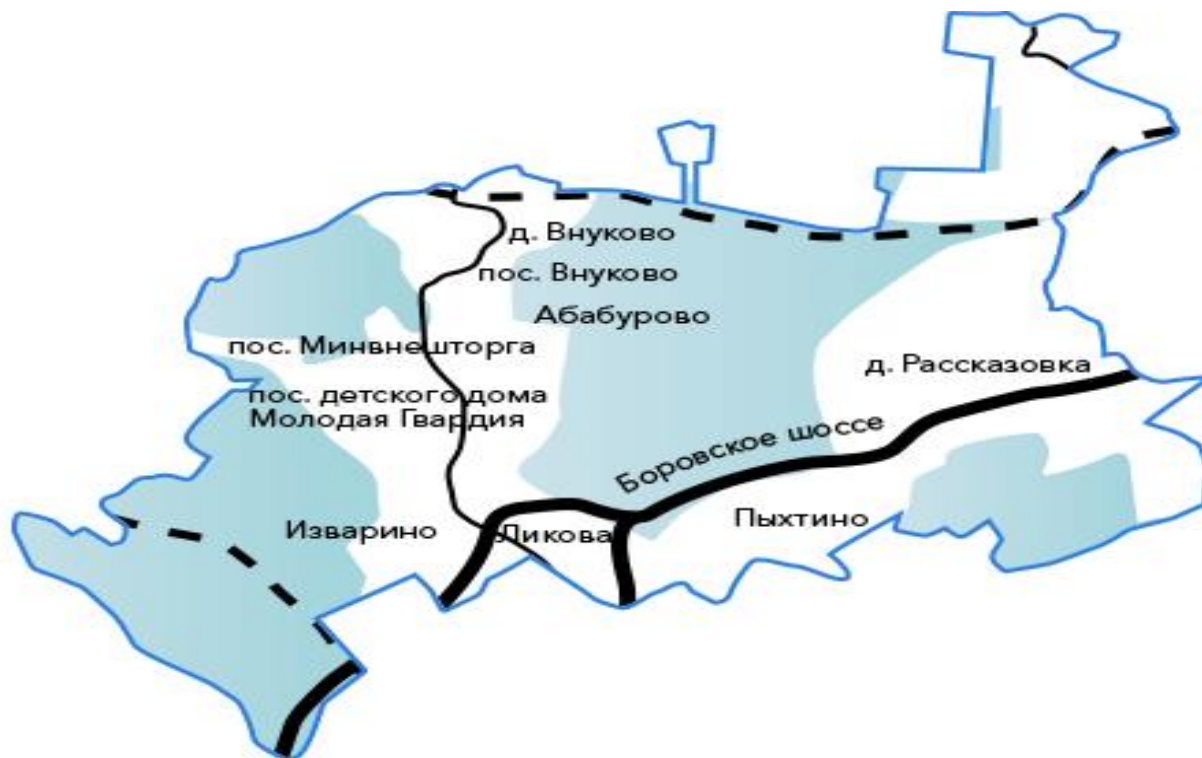 д. Внуково
пос. Внуково
Абабурово
пос. Минвнешторга
д. Рассказовка
пос. детского дома
Молодая Гвардия
Боровское шоссе
Пыхтино
Изварино
Ликова